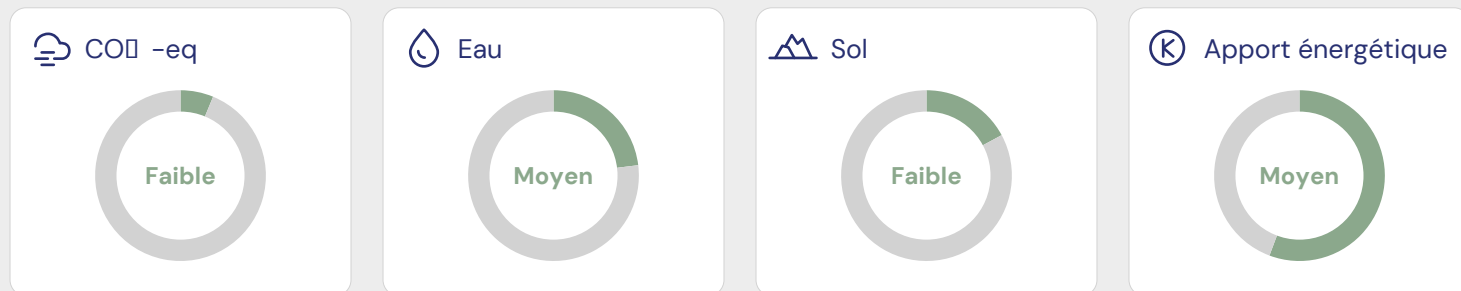 CO▯ -eq
Faible
Eau
Moyen
Sol
Faible
Apport énergétique
Moyen